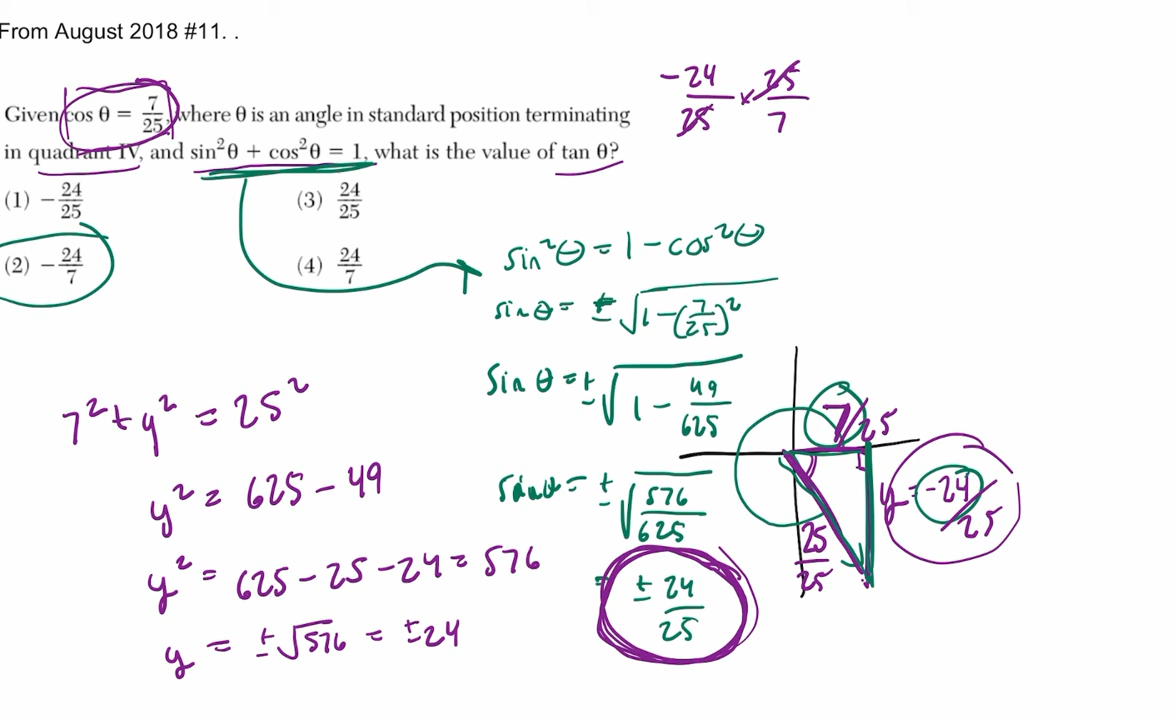 From August 2018 #11. .
Given cos θ = 7/25, where θ is an angle in standard position terminating
in quadrant IV, and sin²θ + cos²θ = 1, what is the value of tan θ?
(1) −24/25
(3) 24/25
(2) −24/7
(4) 24/7
-24/25 × 25/7
sin²θ = 1 - cos²θ
sin θ = ± √(1 - (7/25)²)
sin θ = ± √(1 - 49/625)
sin θ = ± √(576/625)
= ± 24/25
7² + y² = 25²
y² = 625 - 49
y² = 625 - 25 - 24 = 576
y = ± √576 = ± 24
7/25
y = -24/25
25/25